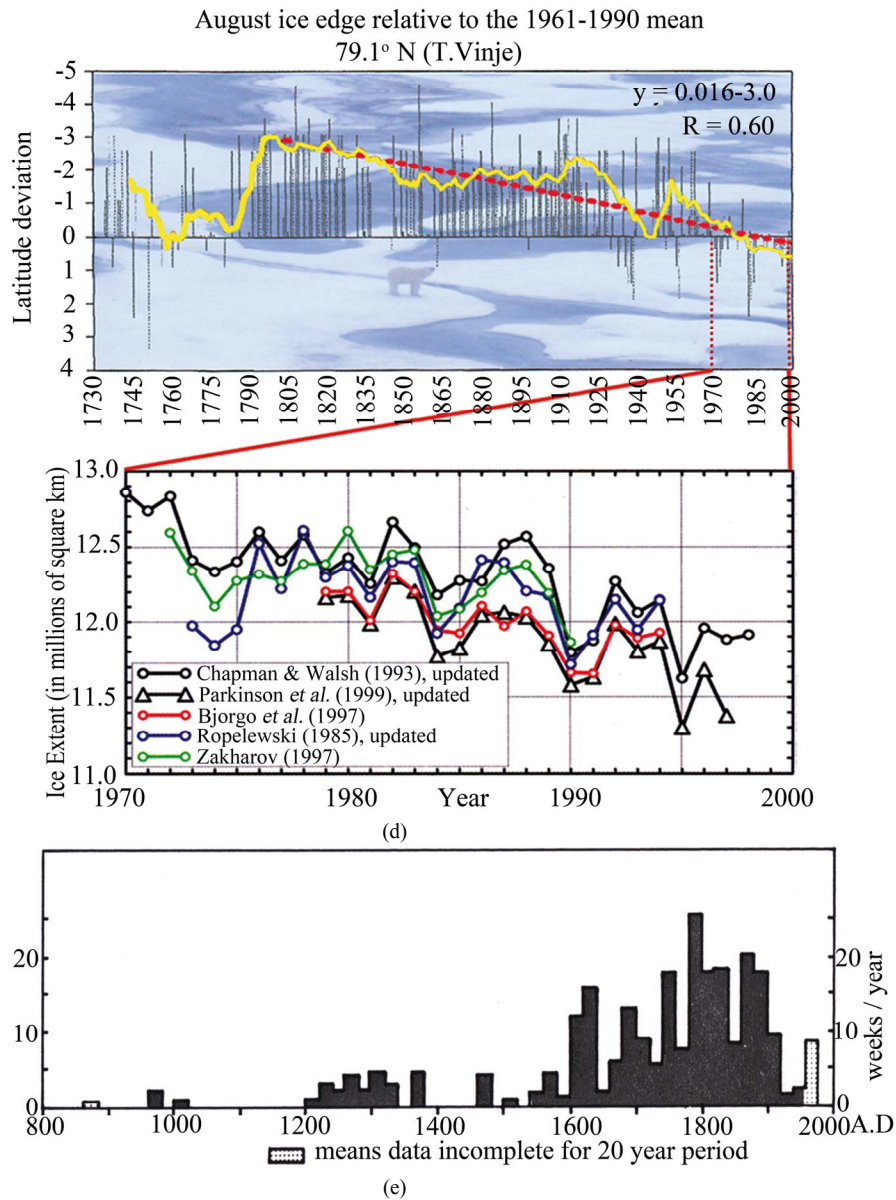 August ice edge relative to the 1961-1990 mean
79.1º N (T.Vinje)
-5
-4
-3
-2
-1
0
1
2
3
4
Latitude deviation
y = 0.016-3.0
R = 0.60
1730
1745
1760
1775
1790
1805
1820
1835
1850
1865
1880
1895
1910
1925
1940
1955
1970
1985
2000
Ice Extent (in millions of square km)
13.0
12.5
12.0
11.5
11.0
Chapman & Walsh (1993), updated
Parkinson et al. (1999), updated
Bjorgo et al. (1997)
Ropelewski (1985), updated
Zakharov (1997)
1970
1980
Year
1990
2000
(d)
20
10
0
20
10
0
weeks / year
800
1000
1200
1400
1600
1800
2000A.D
means data incomplete for 20 year period
(e)